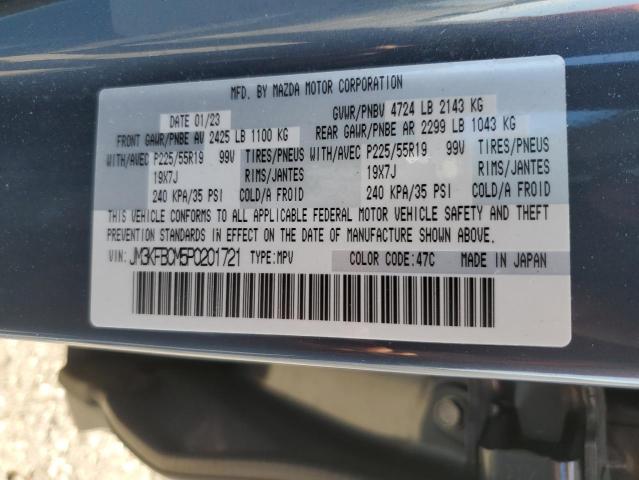 MFD. BY MAZDA MOTOR CORPORATION
DATE 01/23 GVWR/PNBV 4724 LB 2143 KG
FRONT GAWR/PNBE AV 2425 LB 1100 KG REAR GAWR/PNBE AR 2299 LB 1043 KG
WITH/AVEC P225/55R19 99V TIRES/PNEUS WITH/AVEC P225/55R19 99V TIRES/PNEUS
19X7J RIMS/JANTES 19X7J RIMS/JANTES
240 KPA/35 PSI COLD/A FROID 240 KPA/35 PSI COLD/A FROID
THIS VEHICLE CONFORMS TO ALL APPLICABLE FEDERAL MOTOR VEHICLE SAFETY AND THEFT
PREVENTION STANDARDS IN EFFECT ON THE DATE OF MANUFACTURE SHOWN ABOVE.
VIN: JM3KFBCM5P0201721 TYPE: MPV COLOR CODE: 47C MADE IN JAPAN